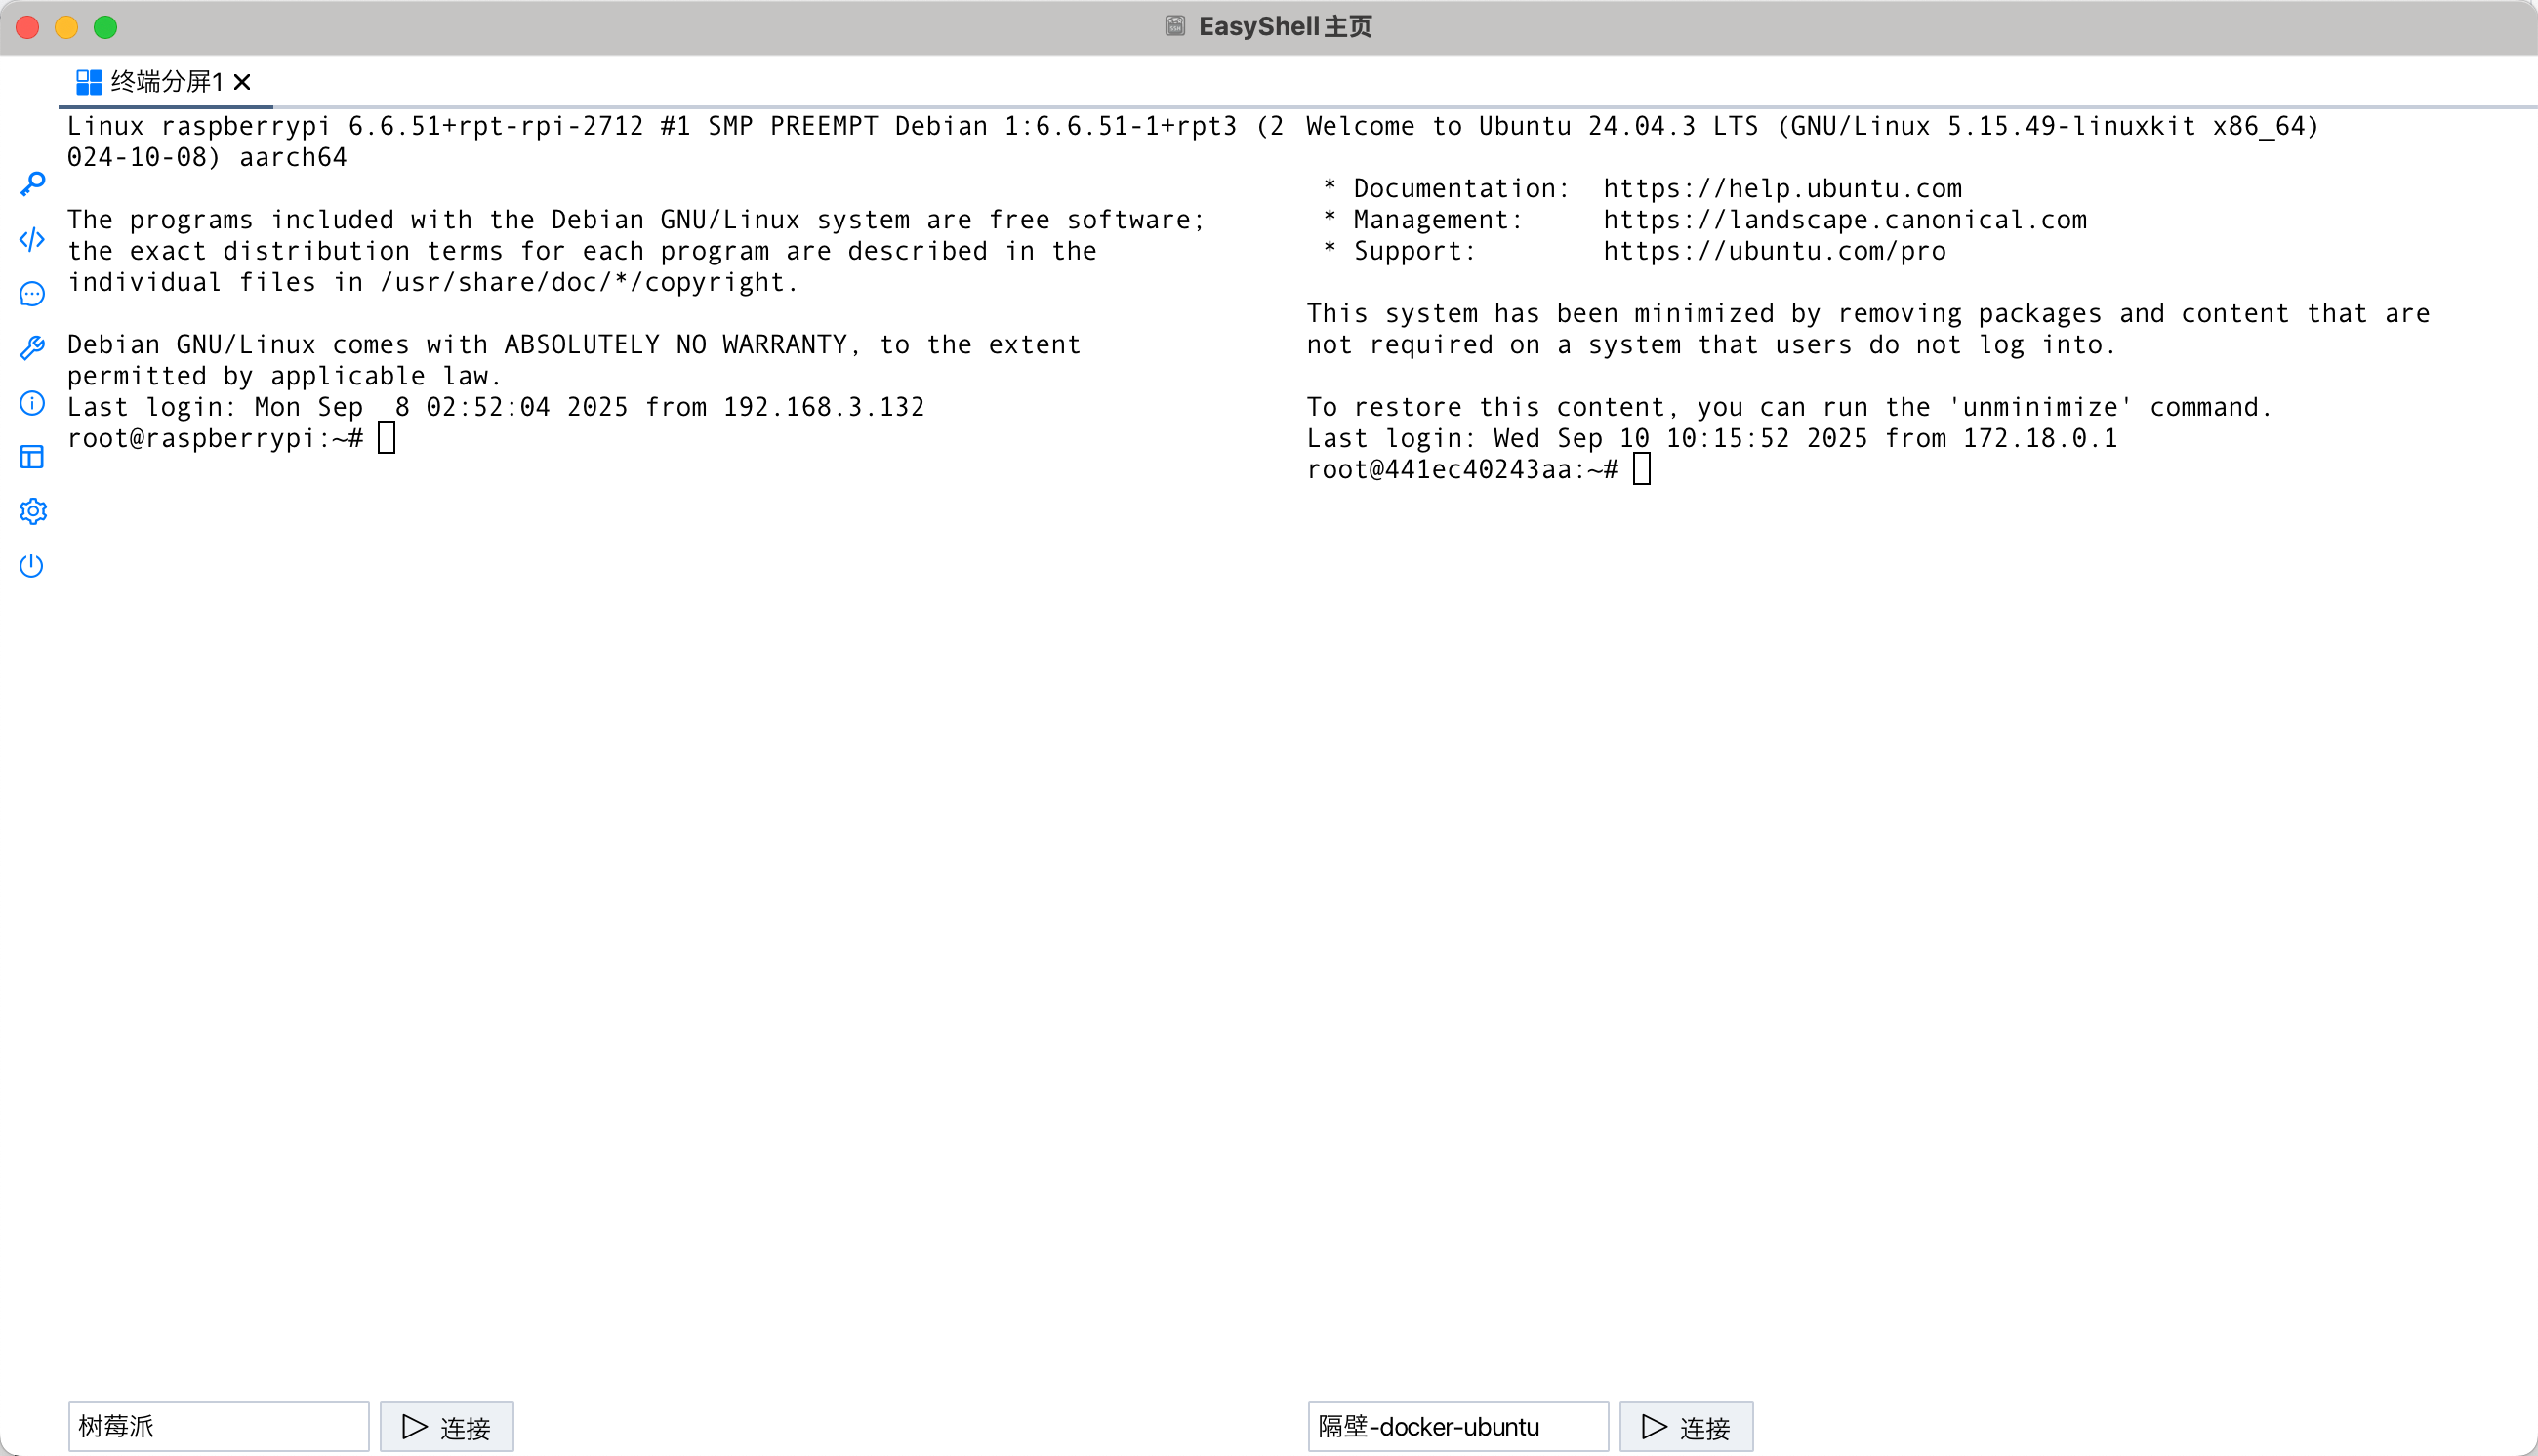 EasyShell主页
终端分屏1
Linux raspberrypi 6.6.51+rpt-rpi-2712 #1 SMP PREEMPT Debian 1:6.6.51-1+rpt3 (2
024-10-08) aarch64
The programs included with the Debian GNU/Linux system are free software;
the exact distribution terms for each program are described in the
individual files in /usr/share/doc/*/copyright.
Debian GNU/Linux comes with ABSOLUTELY NO WARRANTY, to the extent
permitted by applicable law.
Last login: Mon Sep  8 02:52:04 2025 from 192.168.3.132
root@raspberrypi:~#
Welcome to Ubuntu 24.04.3 LTS (GNU/Linux 5.15.49-linuxkit x86_64)
* Documentation:  https://help.ubuntu.com
* Management:     https://landscape.canonical.com
* Support:        https://ubuntu.com/pro
This system has been minimized by removing packages and content that are
not required on a system that users do not log into.
To restore this content, you can run the 'unminimize' command.
Last login: Wed Sep 10 10:15:52 2025 from 172.18.0.1
root@441ec40243aa:~#
树莓派
连接
隔壁-docker-ubuntu
连接